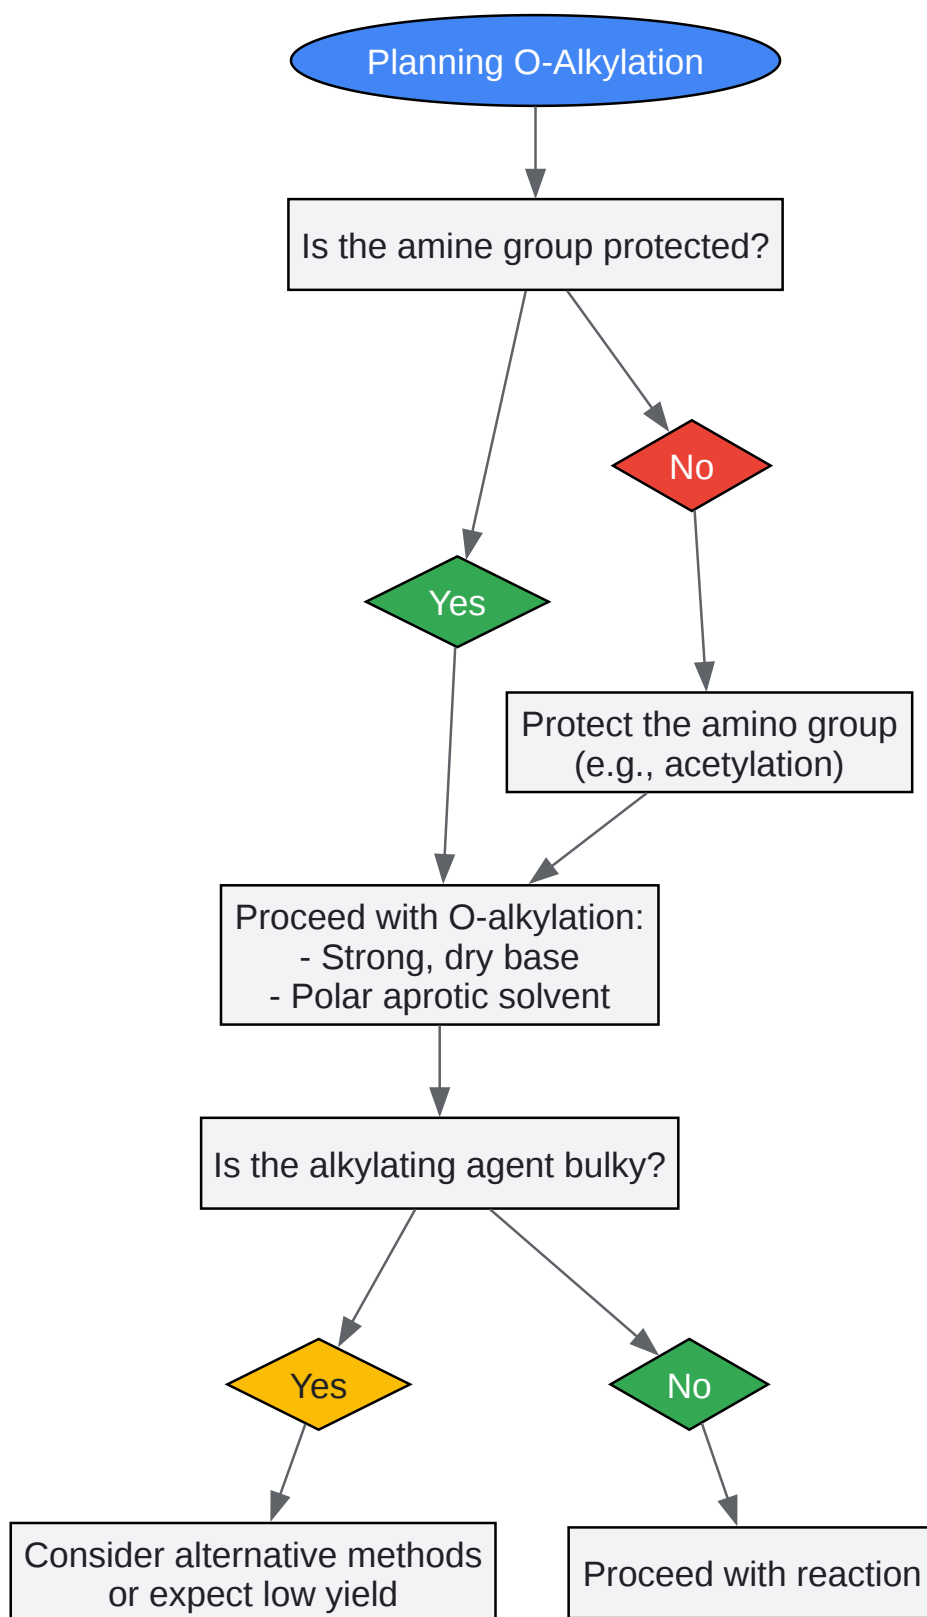 Planning O-Alkylation
Is the amine group protected?
No
Yes
Protect the amino group
(e.g., acetylation)
Proceed with O-alkylation:
- Strong, dry base
- Polar aprotic solvent
Is the alkylating agent bulky?
Yes
No
Consider alternative methods
or expect low yield
Proceed with reaction